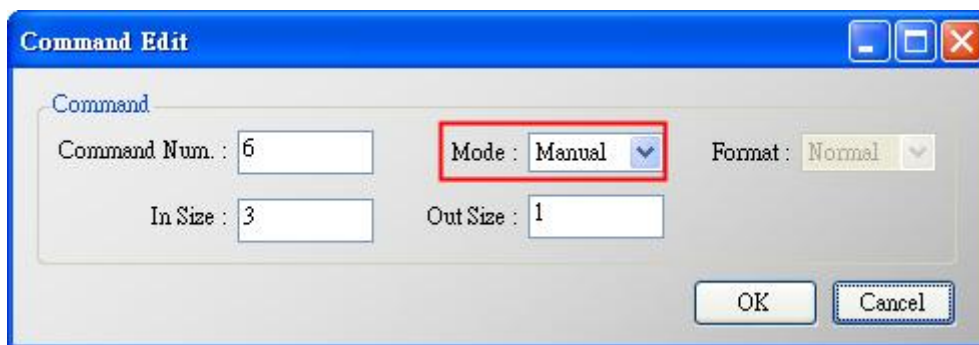 Command Edit
Command
Command Num. : 6 Mode : Manual Format : Normal
In Size : 3 Out Size : 1
OK Cancel